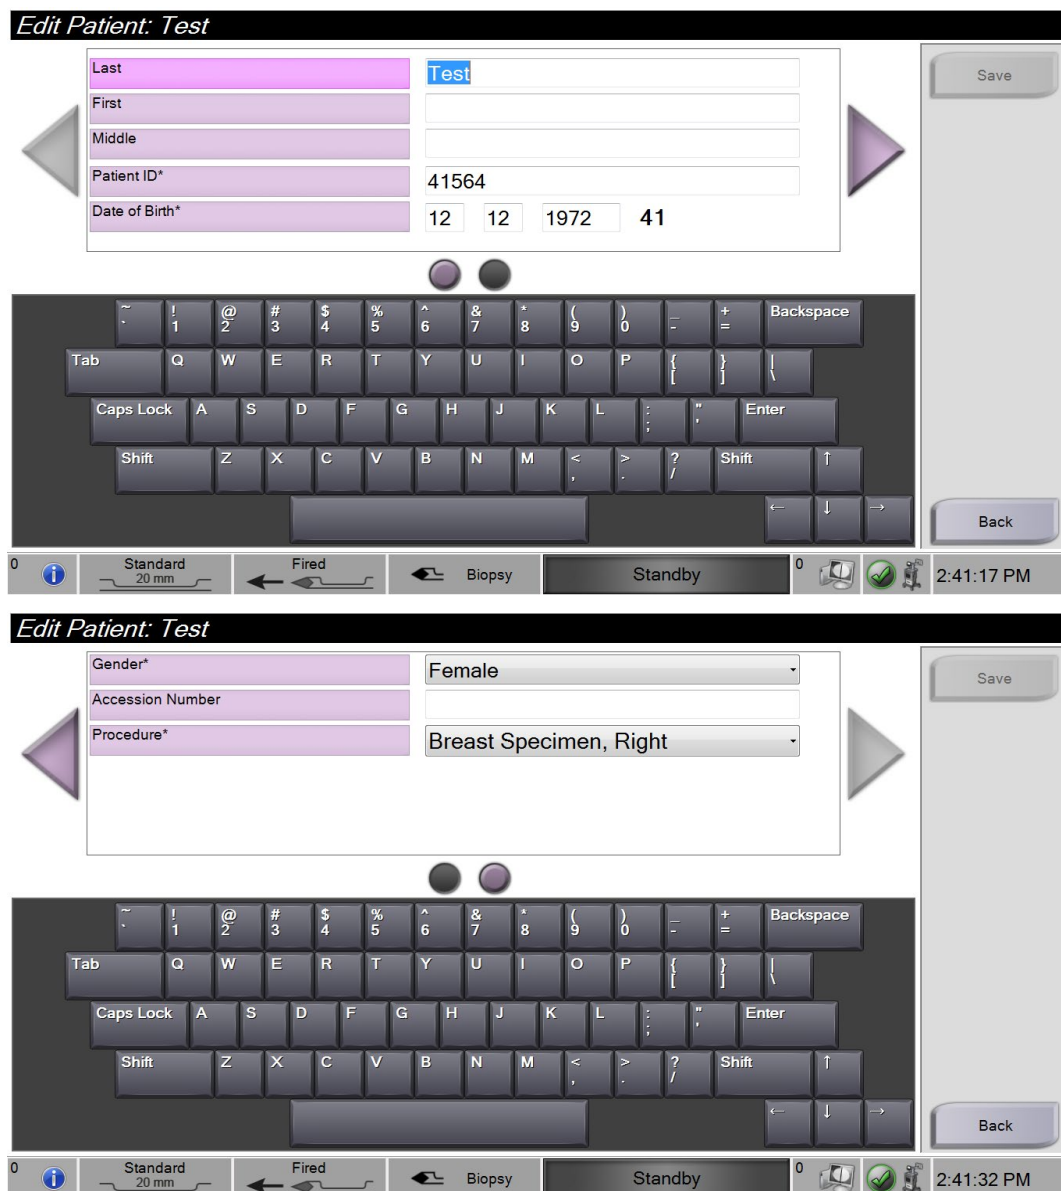 Edit Patient: Test
Last Test
First
Middle
Patient ID* 41564
Date of Birth* 12 12 1972 41
Save
~ ! @ # $ % ^ & * ( ) _ + Backspace
` 1 2 3 4 5 6 7 8 9 0 - =
Tab Q W E R T Y U I O P { } |
[ ] \
Caps Lock A S D F G H J K L : " Enter
; '
Shift Z X C V B N M < > ? Shift ↑
, . /
← ↓ →
Back
0 Standard Fired Biopsy Standby 0 2:41:17 PM
20 mm
Edit Patient: Test
Gender* Female
Accession Number
Procedure* Breast Specimen, Right
Save
~ ! @ # $ % ^ & * ( ) _ + Backspace
` 1 2 3 4 5 6 7 8 9 0 - =
Tab Q W E R T Y U I O P { } |
[ ] \
Caps Lock A S D F G H J K L : " Enter
; '
Shift Z X C V B N M < > ? Shift ↑
, . /
← ↓ →
Back
0 Standard Fired Biopsy Standby 0 2:41:32 PM
20 mm